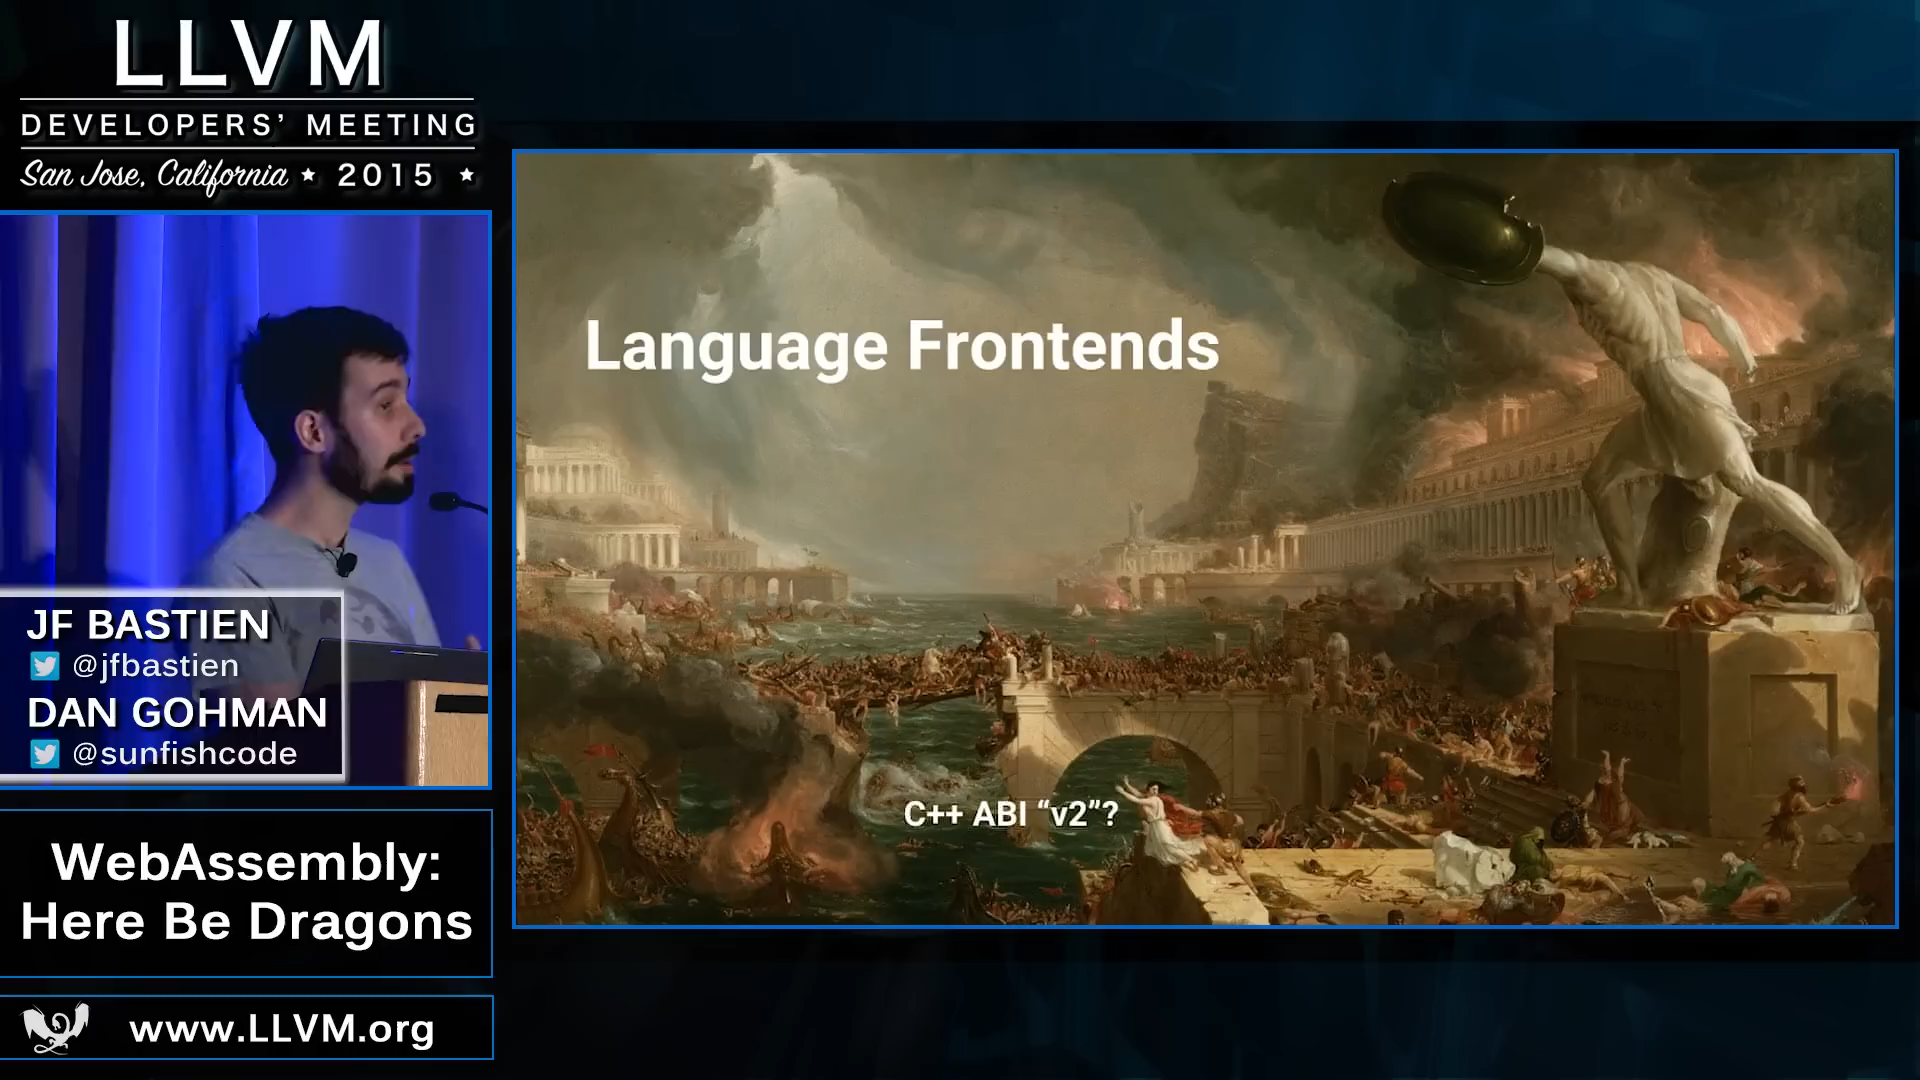 LLVM
DEVELOPERS' MEETING
San Jose, California ★ 2015 ★
JF BASTIEN
@jfbastien
DAN GOHMAN
@sunfishcode
WebAssembly:
Here Be Dragons
www.LLVM.org
Language Frontends
C++ ABI “v2”?